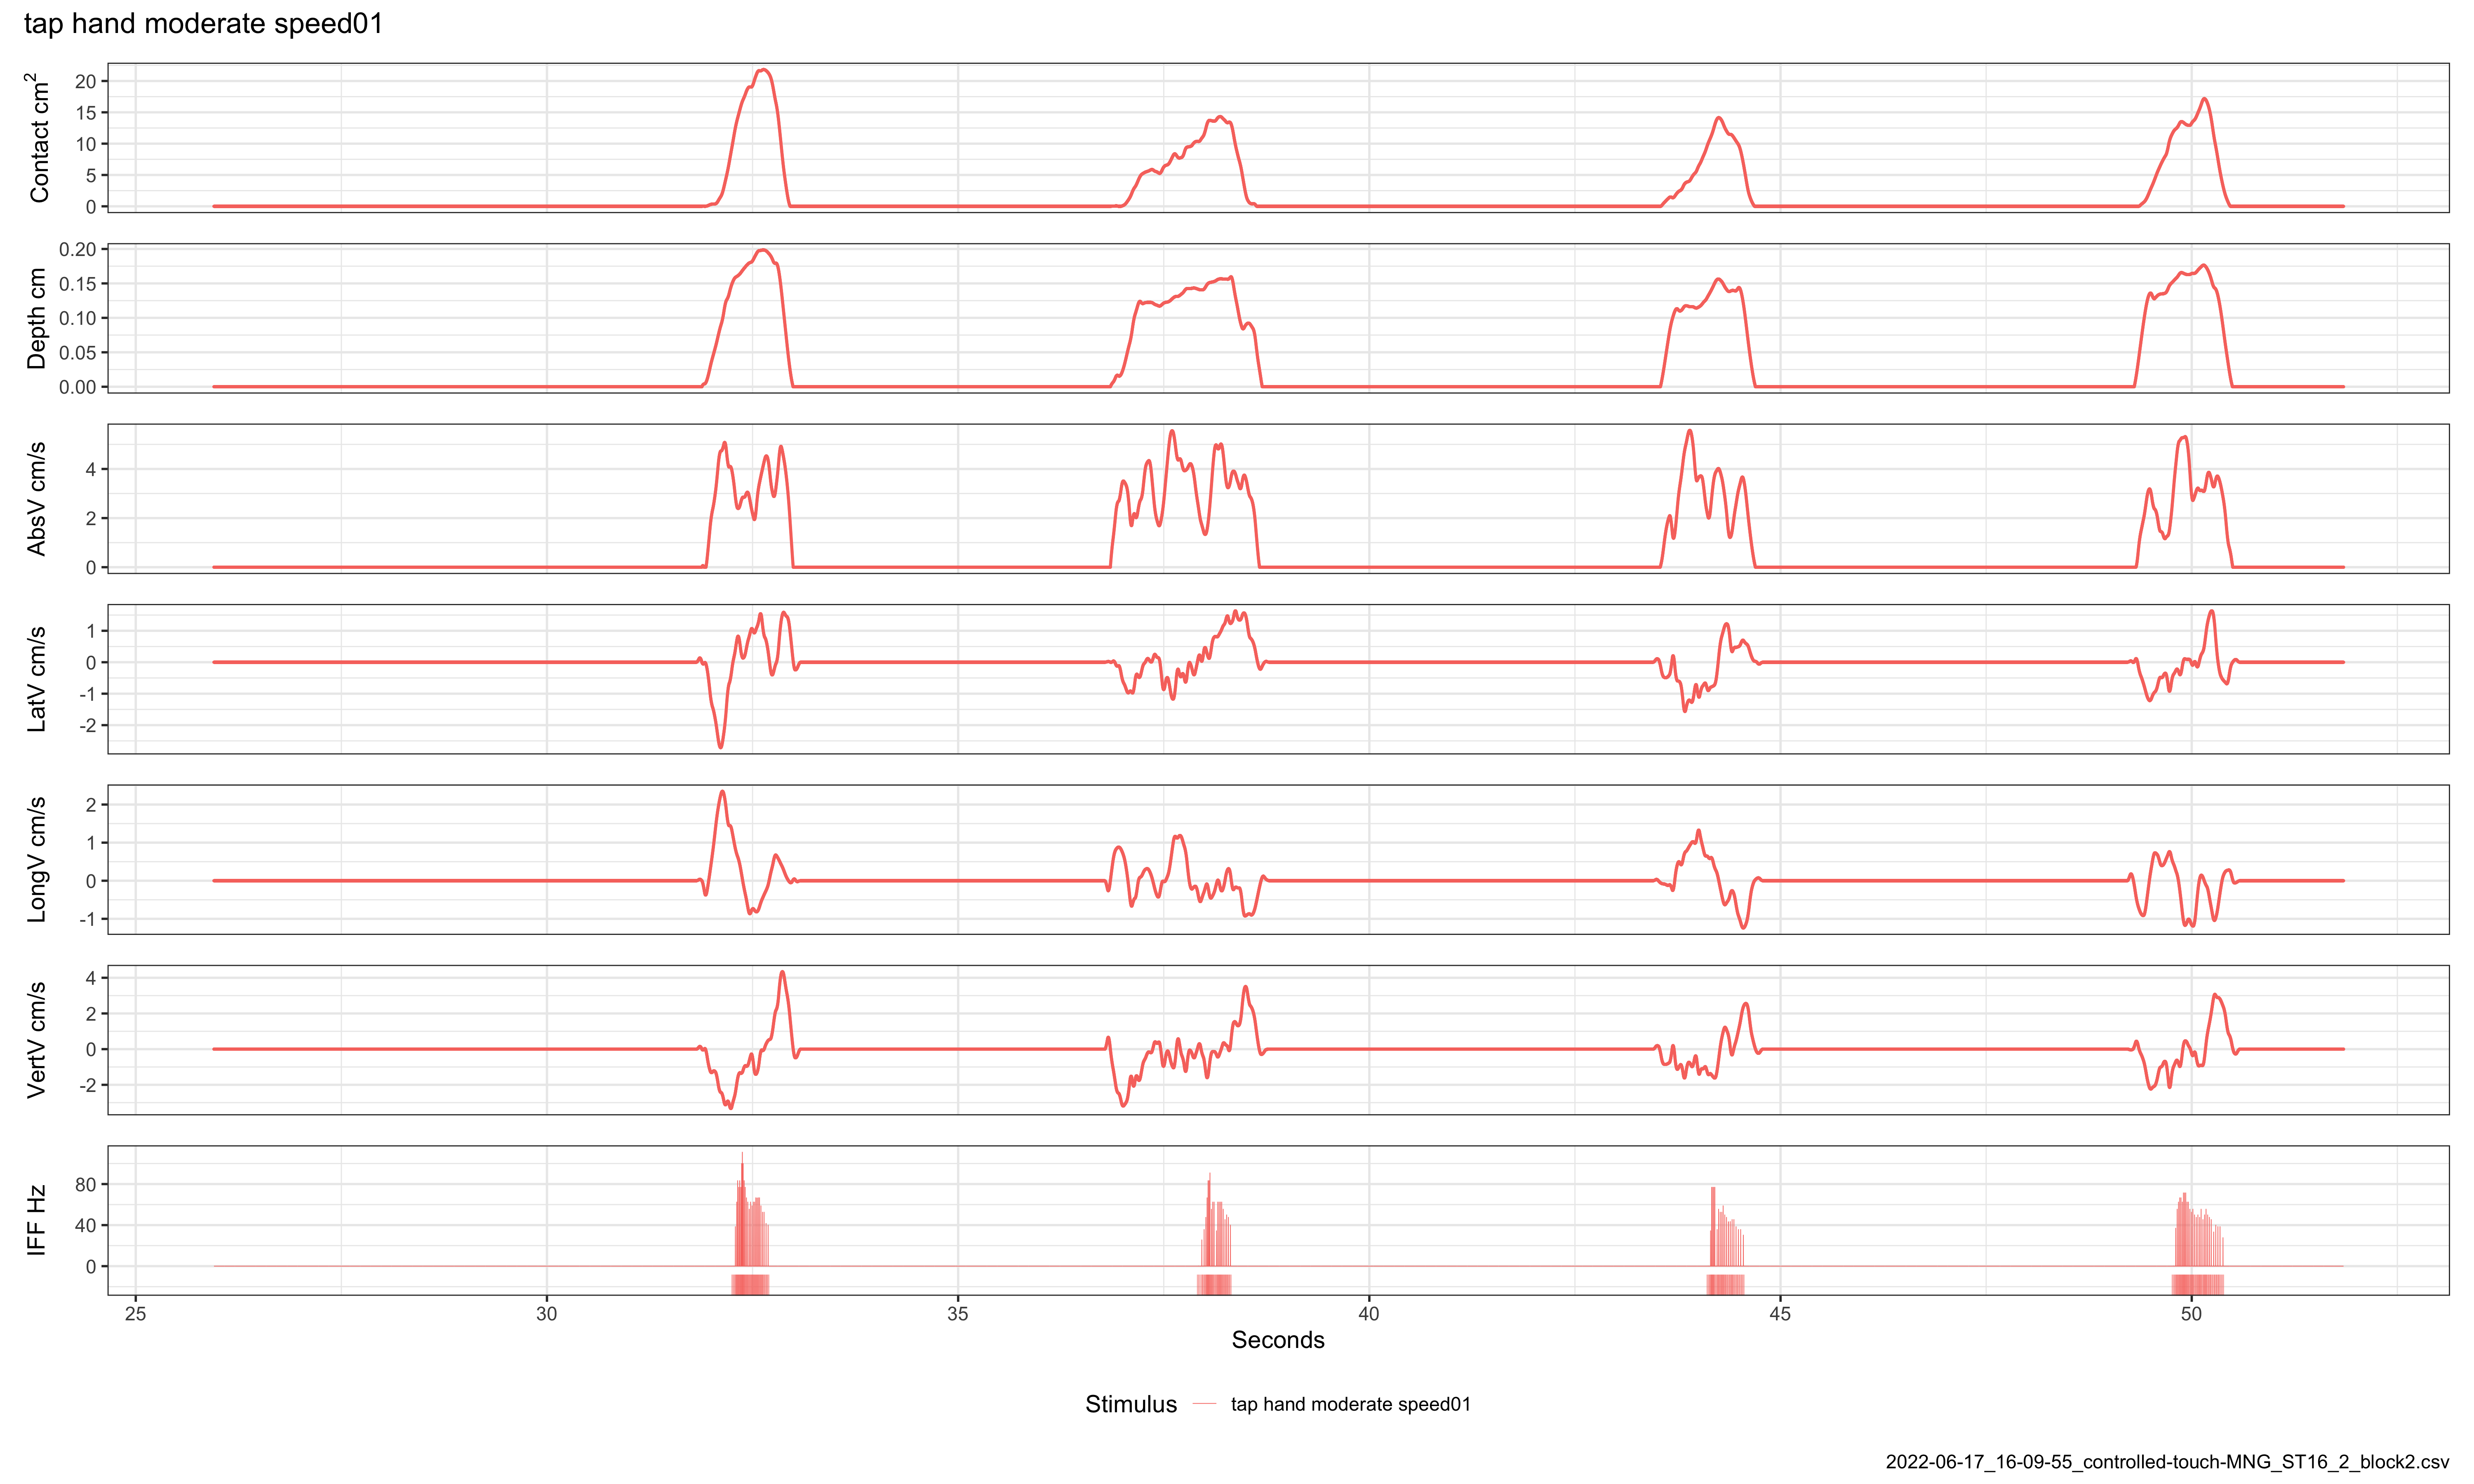 tap hand moderate speed01
Contact cm²
20
15
10
5
0
Depth cm
0.20
0.15
0.10
0.05
0.00
AbsV cm/s
4
2
0
LatV cm/s
1
0
-1
-2
LongV cm/s
2
1
0
-1
VertV cm/s
4
2
0
-2
IFF Hz
80
40
0
25 30 35 40 45 50
Seconds
Stimulus tap hand moderate speed01
2022-06-17_16-09-55_controlled-touch-MNG_ST16_2_block2.csv